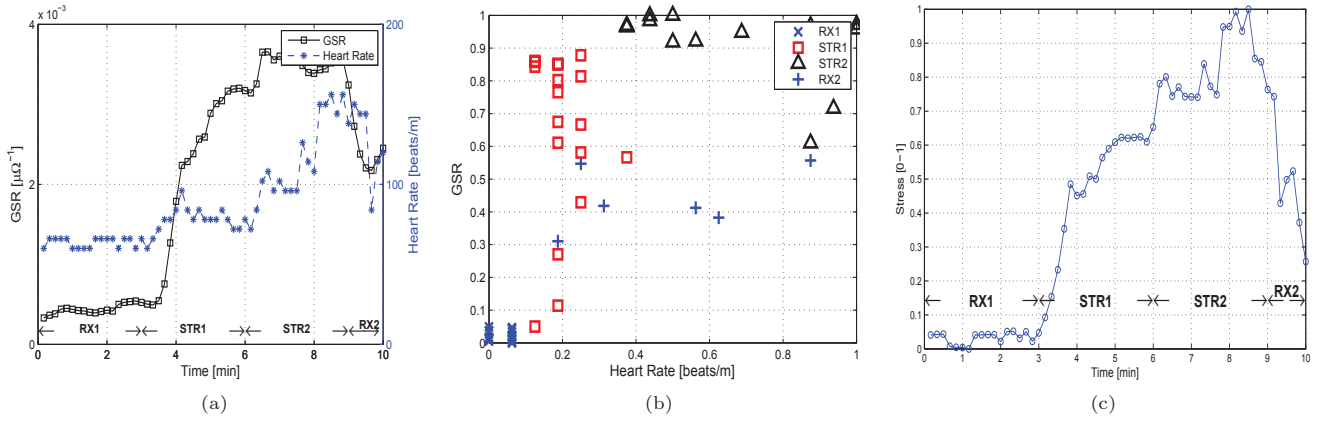 4 x 10⁻³
200
GSR
Heart Rate
GSR [μΩ⁻¹]
2
100
Heart Rate [beats/m]
RX1
STR1
STR2
RX2
0
0
0
2
4
6
8
10
Time [min]
(a)
1
0.9
0.8
0.7
0.6
0.5
0.4
0.3
0.2
0.1
0
GSR
RX1
STR1
STR2
RX2
0
0.2
0.4
0.6
0.8
1
Heart Rate [beats/m]
(b)
1
0.9
0.8
0.7
0.6
0.5
0.4
0.3
0.2
0.1
0
Stress [0−1]
RX1
STR1
STR2
RX2
0
1
2
3
4
5
6
7
8
9
10
Time [min]
(c)